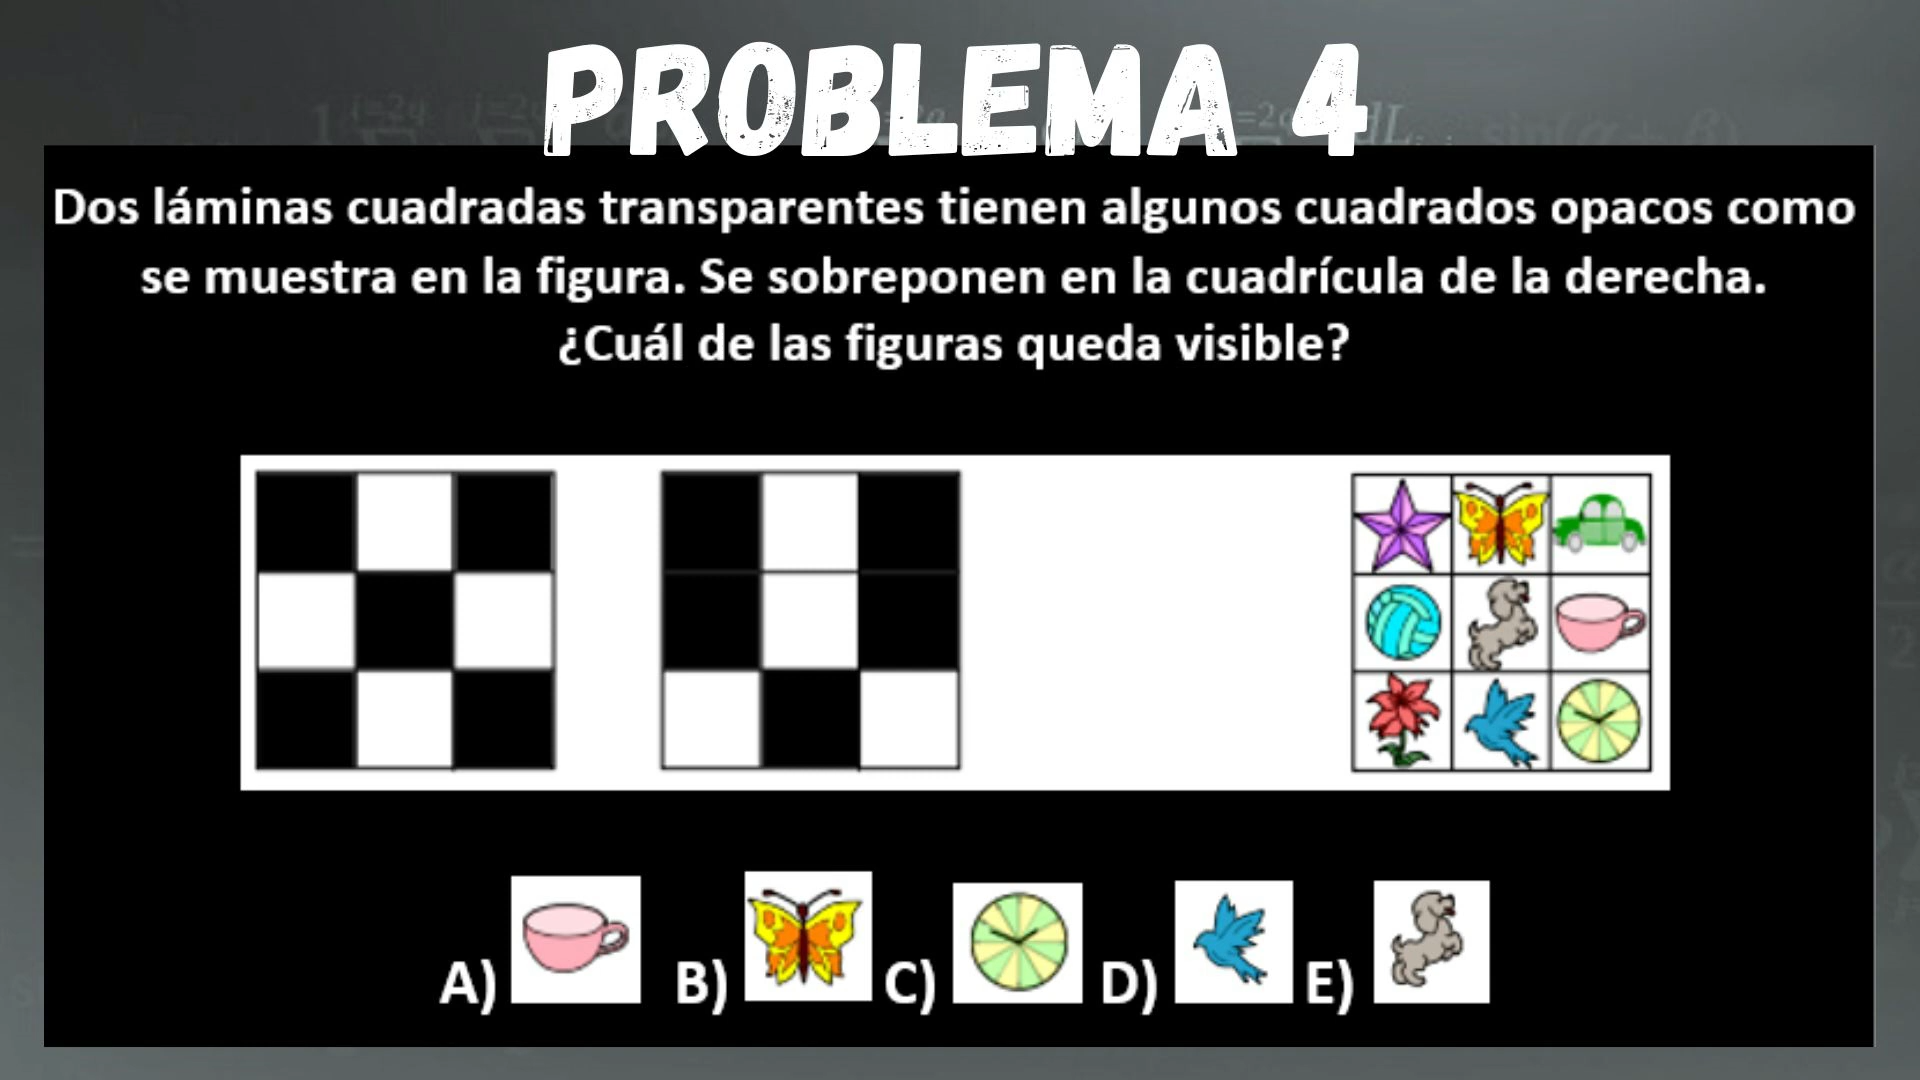 PROBLEMA 4
Dos láminas cuadradas transparentes tienen algunos cuadrados opacos como
se muestra en la figura. Se sobreponen en la cuadrícula de la derecha.
¿Cuál de las figuras queda visible?
A) B) C) D) E)